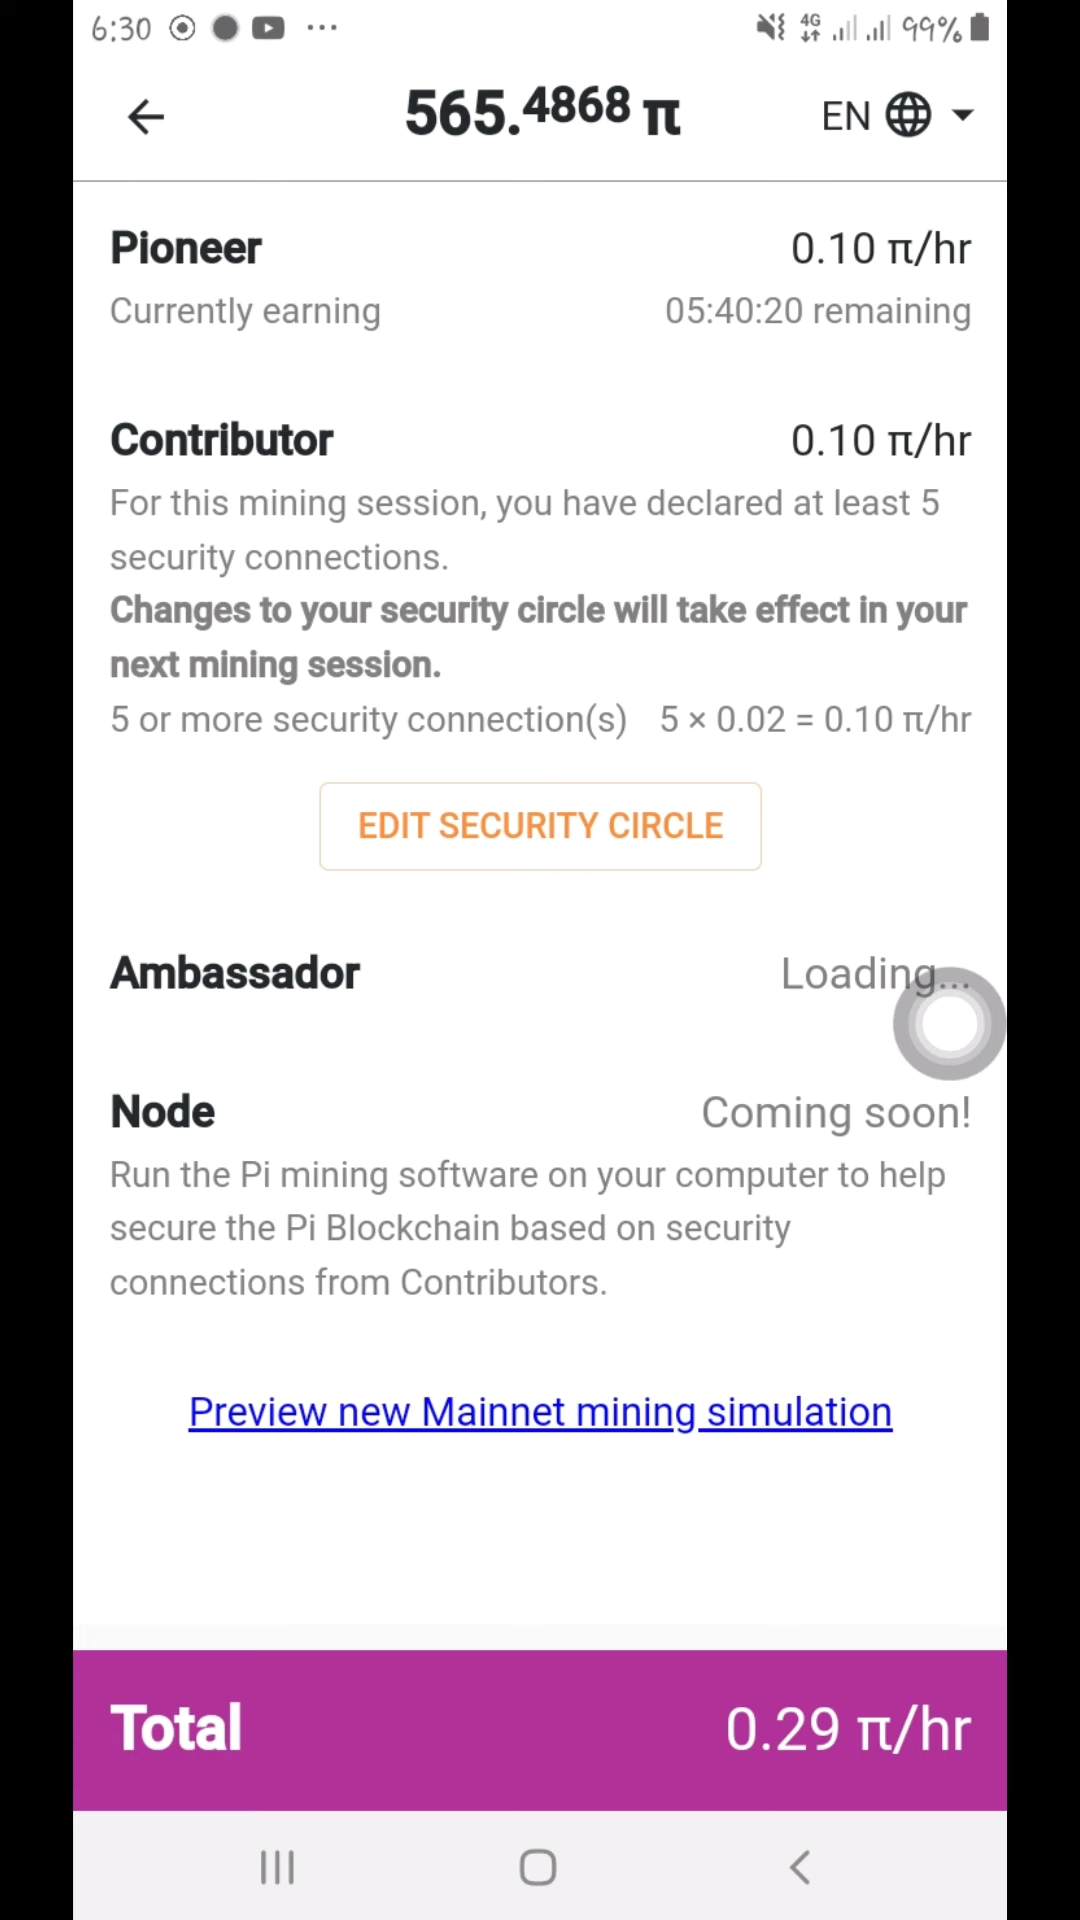 6:30 ... 4G 99%
565.4868 π EN
Pioneer 0.10 π/hr
Currently earning 05:40:20 remaining
Contributor 0.10 π/hr
For this mining session, you have declared at least 5
security connections.
Changes to your security circle will take effect in your
next mining session.
5 or more security connection(s) 5 × 0.02 = 0.10 π/hr
EDIT SECURITY CIRCLE
Ambassador Loading...
Node Coming soon!
Run the Pi mining software on your computer to help
secure the Pi Blockchain based on security
connections from Contributors.
Preview new Mainnet mining simulation
Total 0.29 π/hr